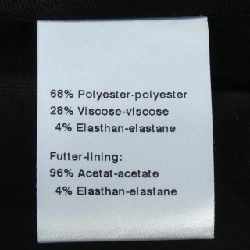 68% Polyester-polyester
28% Viscose-viscose
4% Elasthan-elastane
Futter-lining:
96% Acetat-acetate
4% Elasthan-elastane